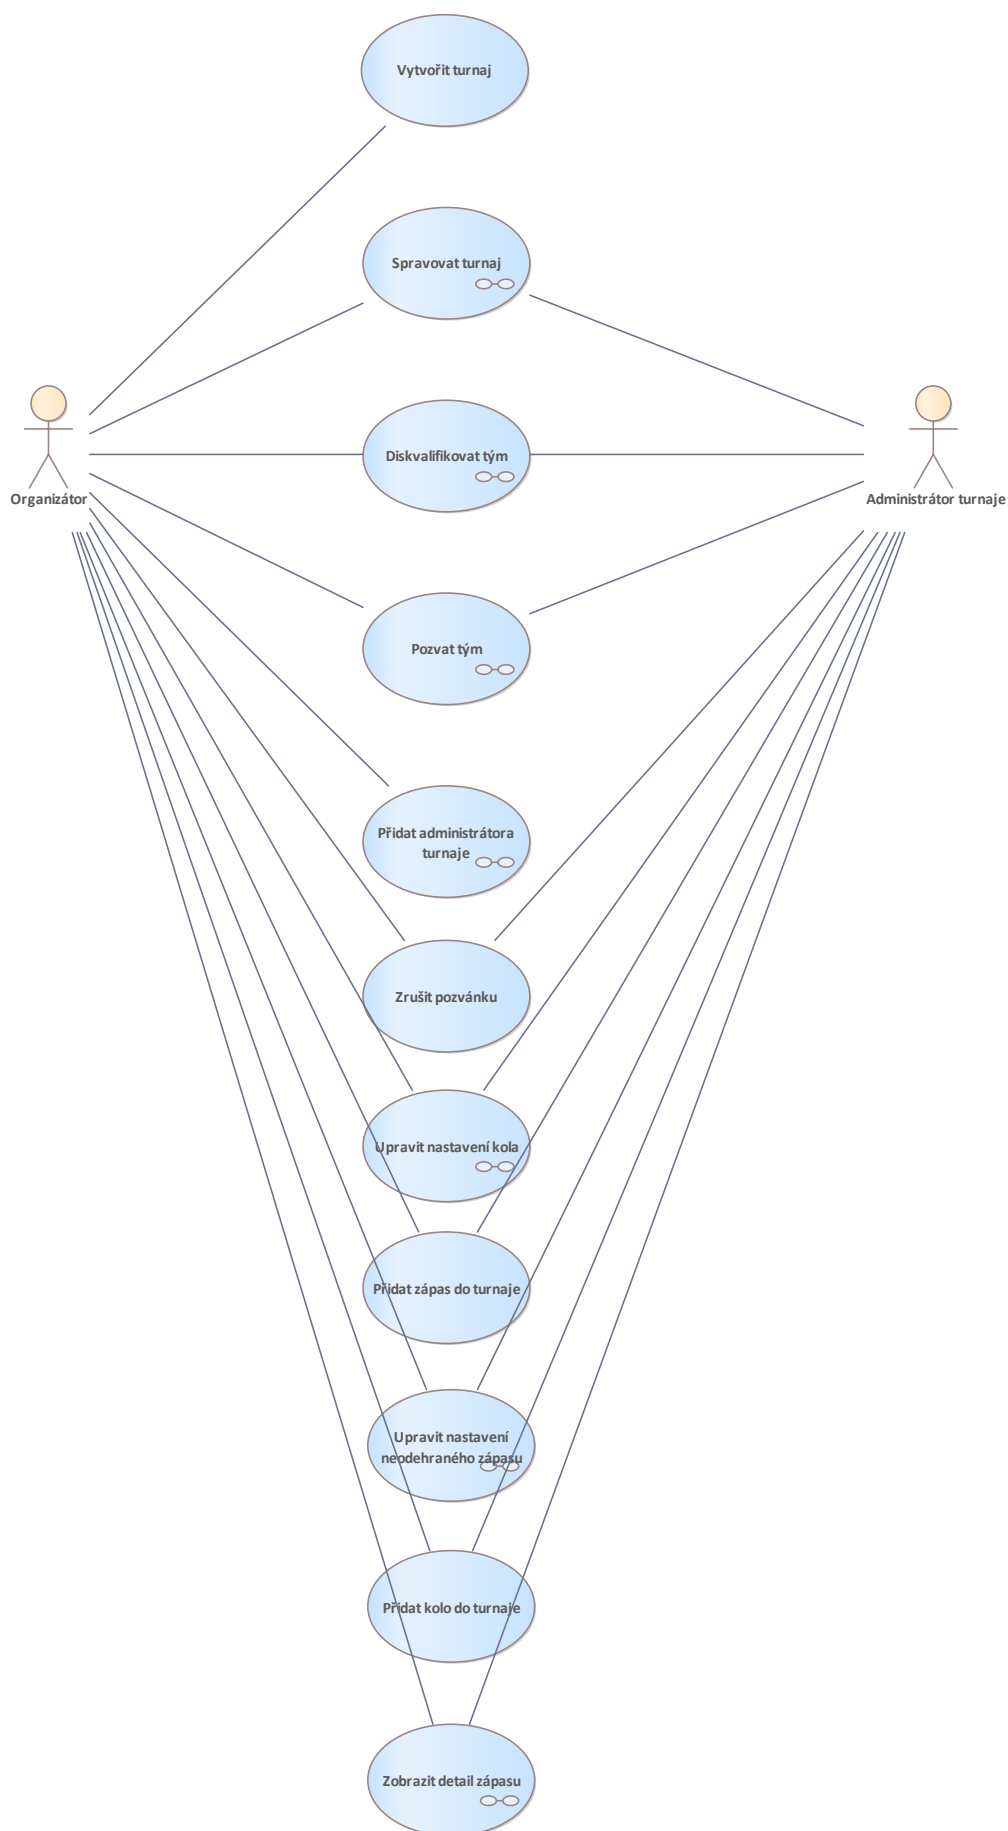 Vytvořit turnaj
Spravovat turnaj
Diskvalifikovat tým
Organizátor
Administrátor turnaje
Pozvat tým
Přidat administrátora
turnaje
Zrušit pozvánku
Upravit nastavení kola
Přidat zápas do turnaje
Upravit nastavení
neodehraného zápasu
Přidat kolo do turnaje
Zobrazit detail zápasu